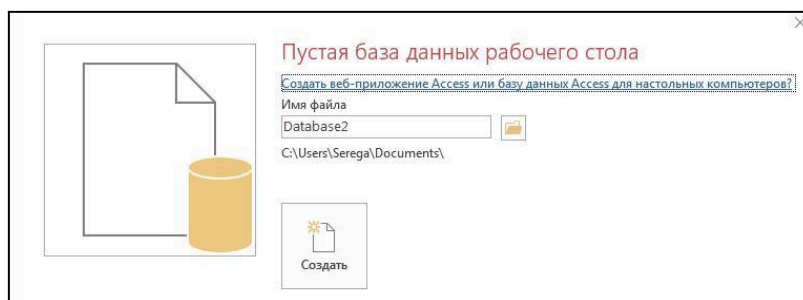 Пустая база данных рабочего стола
Создать веб-приложение Access или базу данных Access для настольных компьютеров?
Имя файла
Database2
C:\Users\Serega\Documents\
Создать